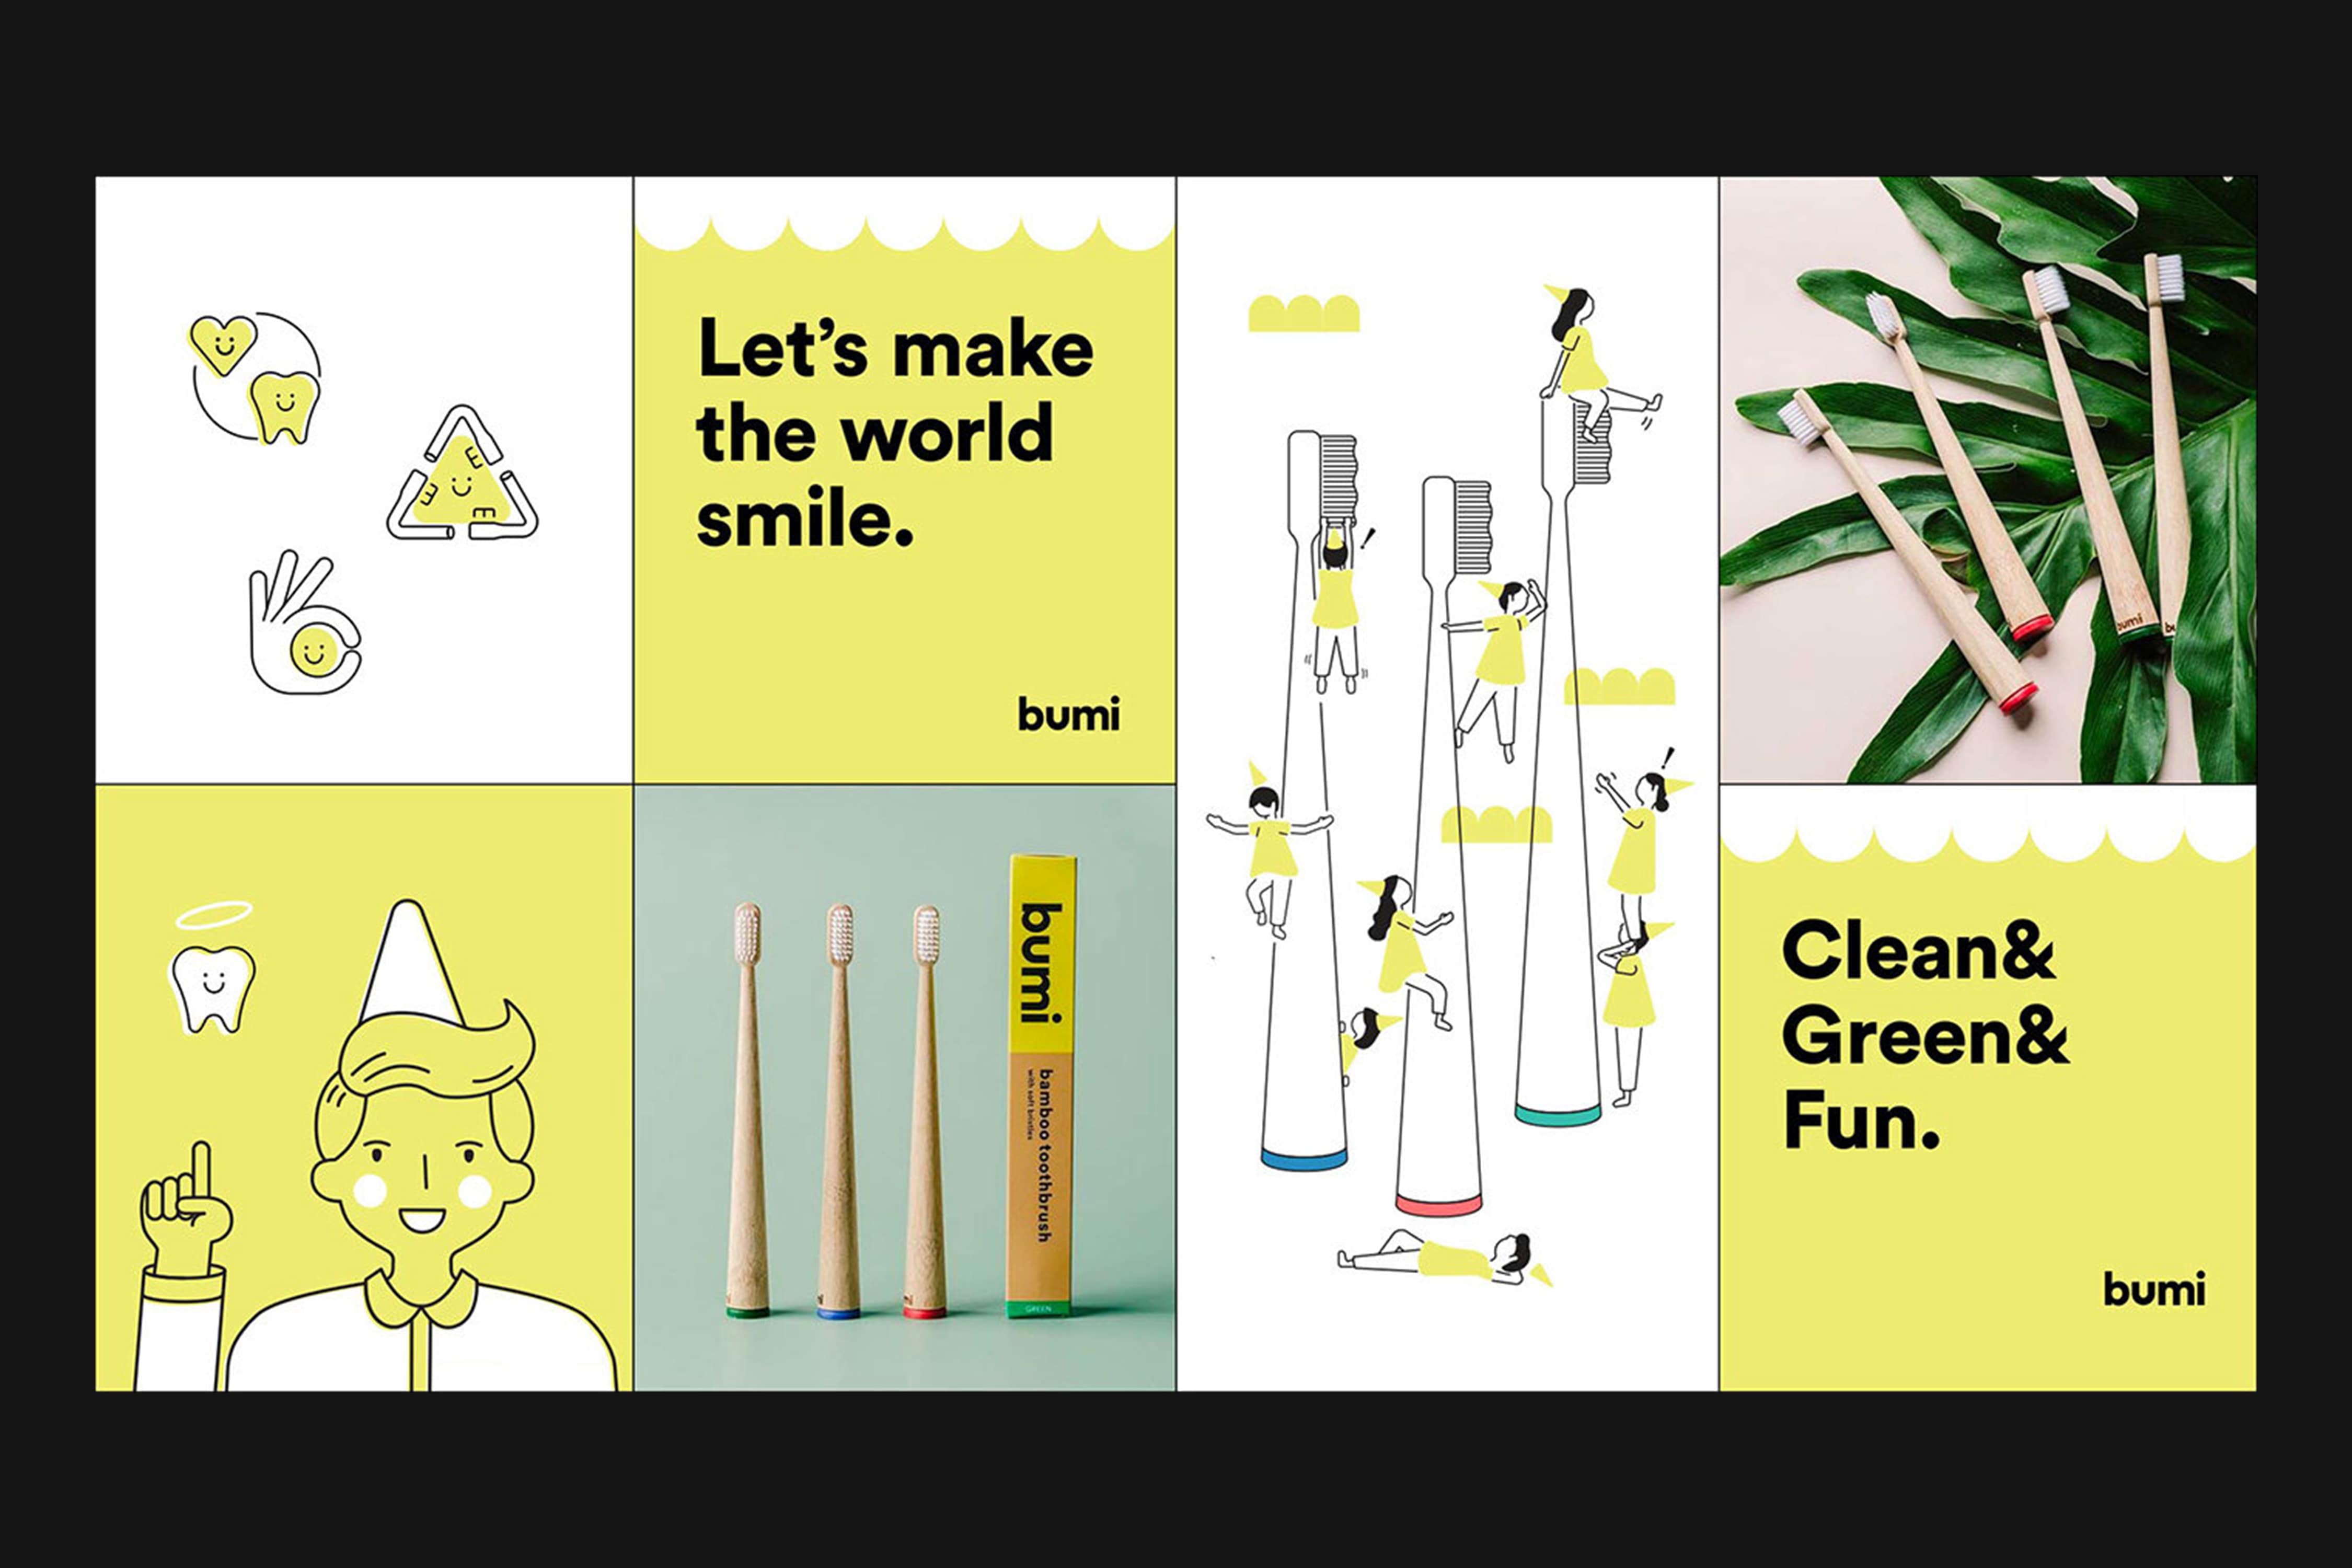 Let's make
the world
smile.
bumi
bumi
bamboo toothbrush
with soft bristles
GREEN
bumi
Clean&
Green&
Fun.
bumi